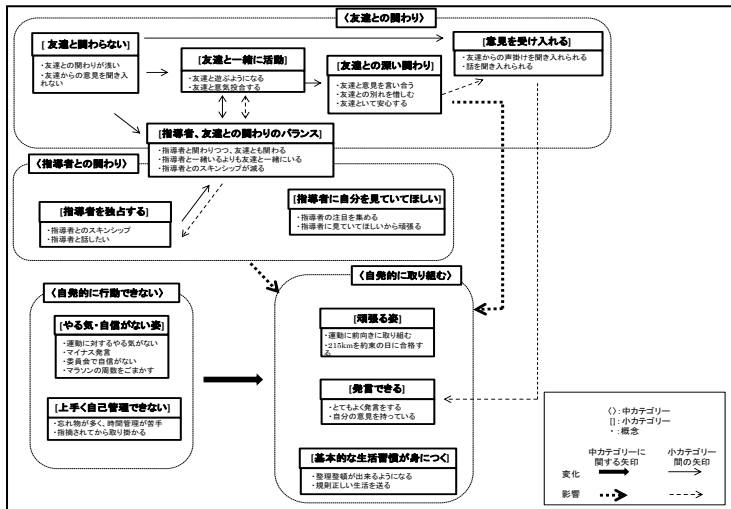 〈友達との関わり〉
[ 友達と関わらない]
・友達との関わりが浅い
・友達からの意見を聞き入
れない
[友達と一緒に活動]
・友達と遊ぶようになる
・友達と意気投合する
[友達との深い関わり]
・友達と意見を言い合う
・友達との別れを惜しむ
・友達といて安心する
[意見を受け入れる]
・友達からの声掛けを聞き入れられる
・話を聞き入れられる
[指導者、友達との関わりのバランス]
・指導者と関わりつつ、友達とも関わる
・指導者と一緒いるよりも友達と一緒にいる
・指導者とのスキンシップが減る
〈指導者との関わり〉
[指導者を独占する]
・指導者とのスキンシップ
・指導者と話したい
[指導者に自分を見ていてほしい]
・指導者の注目を集める
・指導者に見ていてほしいから頑張る
〈自発的に行動できない〉
[やる気・自信がない姿]
・運動に対するやる気がない
・マイナス発言
・委員会で自信がない
・マラソンの周数をごまかす
[上手く自己管理できない]
・忘れ物が多く、時間管理が苦手
・指摘されてから取り掛かる
〈自発的に取り組む〉
[頑張る姿]
・運動に前向きに取り組む
・215kmを約束の日に合格す
る
[発言できる]
・とてもよく発言をする
・自分の意見を持っている
[基本的な生活習慣が身につく]
・整理整頓が出来るようになる
・規則正しい生活を送る
〈〉：中カテゴリー
[]：小カテゴリー
・：概念
中カテゴリーに
関する矢印
小カテゴリー
間の矢印
変化
影響